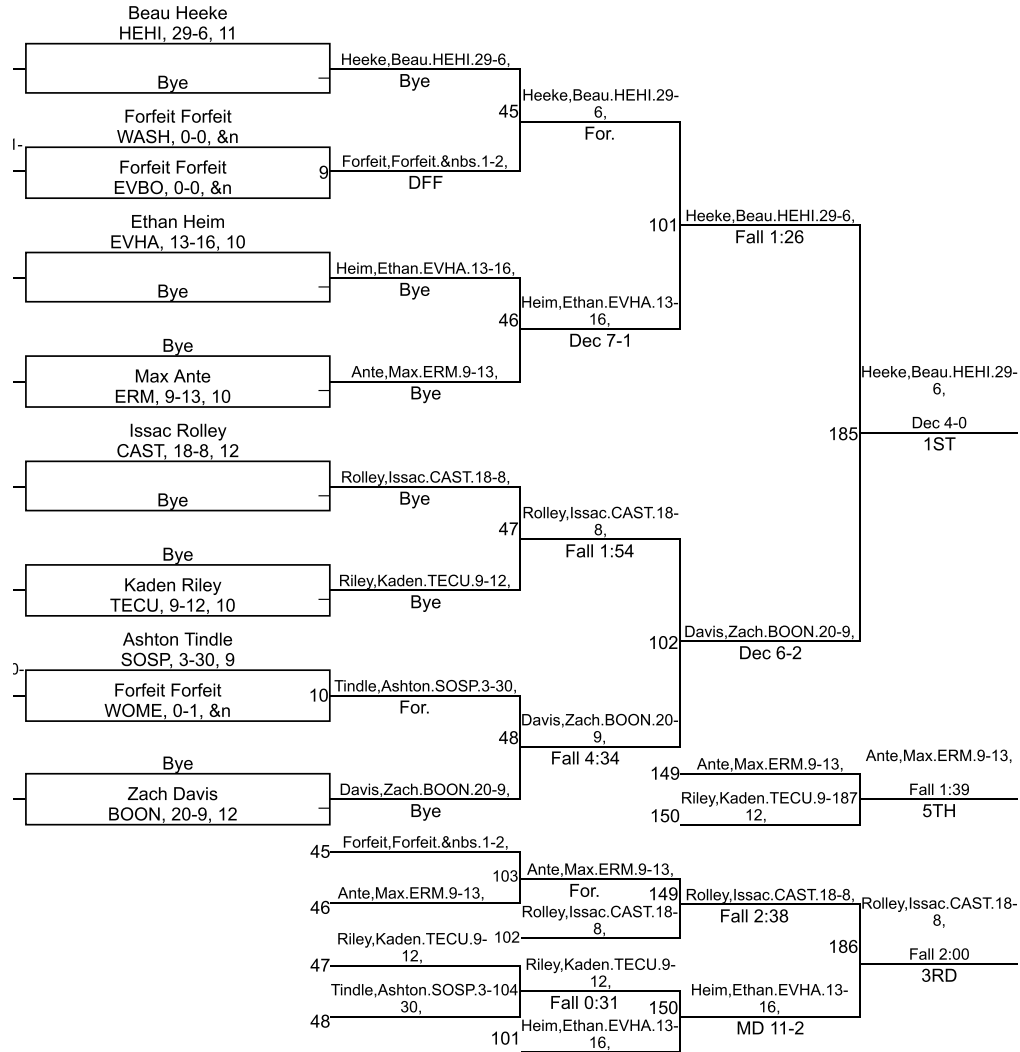 Beau Heeke
HEHI, 29-6, 11
Bye
Heeke,Beau.HEHI.29-6,
Bye
45
Heeke,Beau.HEHI.29-
6,
For.
Forfeit Forfeit
WASH, 0-0, &n
Forfeit Forfeit
EVBO, 0-0, &n
9
Forfeit,Forfeit.&nbs.1-2,
DFF
101
Heeke,Beau.HEHI.29-6,
Fall 1:26
Ethan Heim
EVHA, 13-16, 10
Bye
Heim,Ethan.EVHA.13-16,
Bye
46
Heim,Ethan.EVHA.13-
16,
Dec 7-1
Bye
Max Ante
ERM, 9-13, 10
Ante,Max.ERM.9-13,
Bye
Heeke,Beau.HEHI.29-
6,
185
Dec 4-0
1ST
Issac Rolley
CAST, 18-8, 12
Bye
Rolley,Issac.CAST.18-8,
Bye
47
Rolley,Issac.CAST.18-
8,
Fall 1:54
Bye
Kaden Riley
TECU, 9-12, 10
Riley,Kaden.TECU.9-12,
Bye
102
Davis,Zach.BOON.20-9,
Dec 6-2
Ashton Tindle
SOSP, 3-30, 9
Forfeit Forfeit
WOME, 0-1, &n
10
Tindle,Ashton.SOSP.3-30,
For.
48
Davis,Zach.BOON.20-
9,
Fall 4:34
Bye
Zach Davis
BOON, 20-9, 12
Davis,Zach.BOON.20-9,
Bye
149
Ante,Max.ERM.9-13,
150
Riley,Kaden.TECU.9-187
12,
Ante,Max.ERM.9-13,
Fall 1:39
5TH
45
Forfeit,Forfeit.&nbs.1-2,
103
46
Ante,Max.ERM.9-13,
Ante,Max.ERM.9-13,
For.
149
102
Rolley,Issac.CAST.18-
8,
Rolley,Issac.CAST.18-8,
Fall 2:38
47
Riley,Kaden.TECU.9-
12,
48
Tindle,Ashton.SOSP.3-104
30,
Riley,Kaden.TECU.9-
12,
Fall 0:31
150
101
Heim,Ethan.EVHA.13-
16,
Heim,Ethan.EVHA.13-
16,
MD 11-2
186
Rolley,Issac.CAST.18-
8,
Fall 2:00
3RD